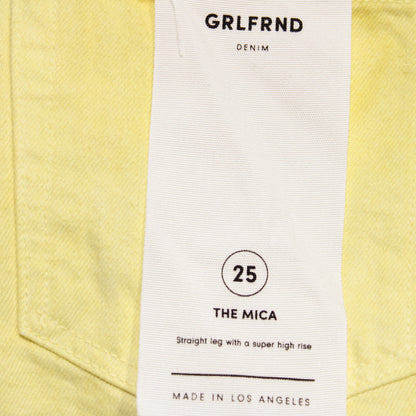 GRLFRND
DENIM
25
THE MICA
Straight leg with a super high rise
MADE IN LOS ANGELES